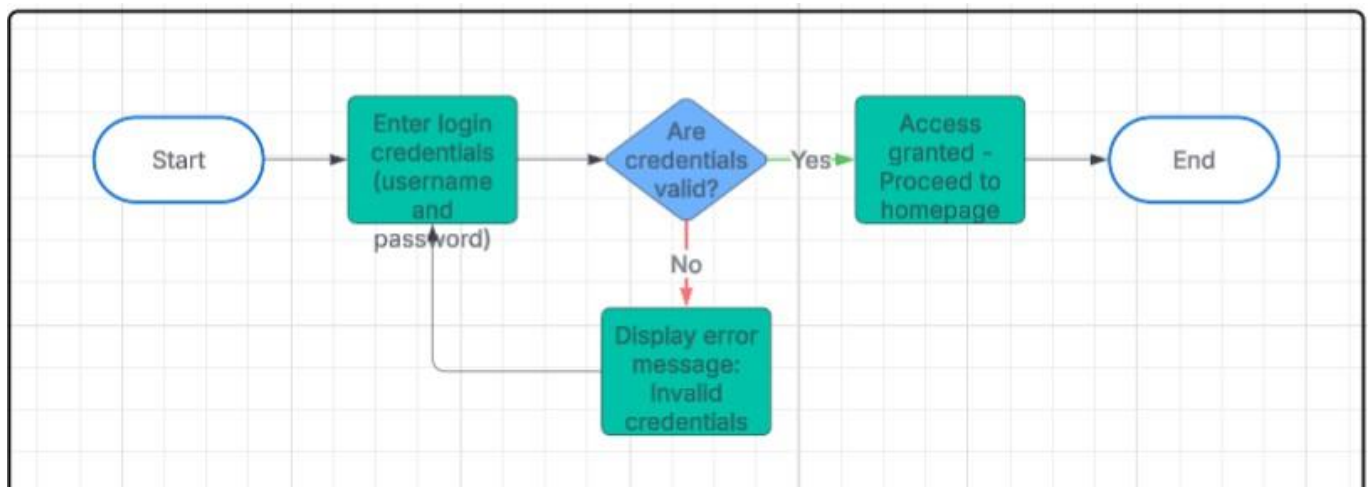 Start
Enter login
credentials
(username
and
password)
Are
credentials
valid?
Yes
Access
granted -
Proceed to
homepage
End
No
Display error
message:
Invalid
credentials